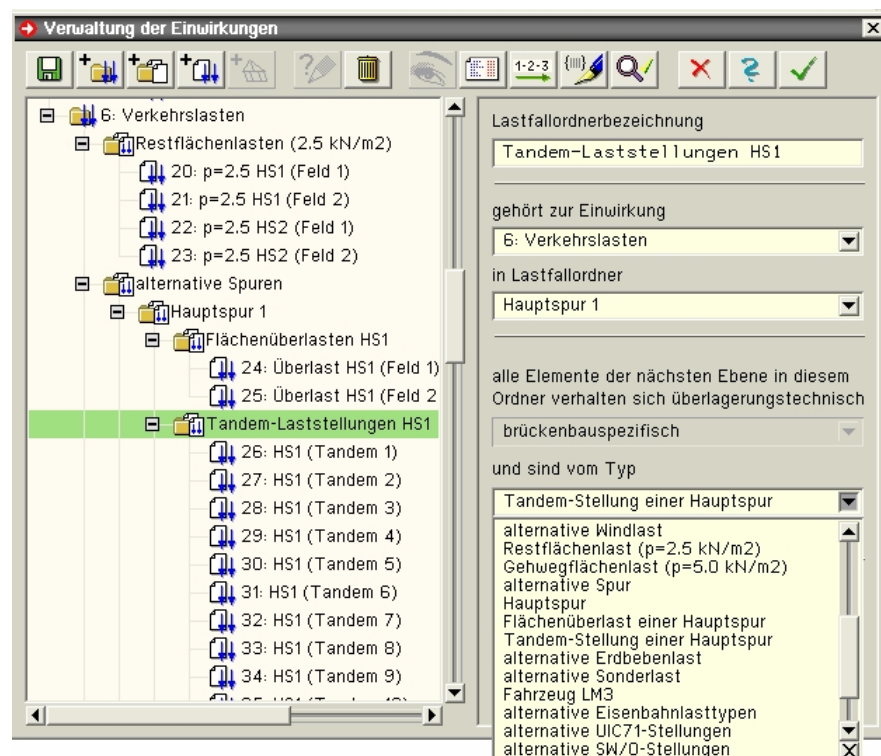 Verwaltung der Einwirkungen
1-2-3
6: Verkehrslasten
Restflächenlasten (2.5 kN/m2)
20: p=2.5 HS1 (Feld 1)
21: p=2.5 HS1 (Feld 2)
22: p=2.5 HS2 (Feld 1)
23: p=2.5 HS2 (Feld 2)
alternative Spuren
Hauptspur 1
Flächenüberlasten HS1
24: Überlast HS1 (Feld 1)
25: Überlast HS1 (Feld 2
Tandem-Laststellungen HS1
26: HS1 (Tandem 1)
27: HS1 (Tandem 2)
28: HS1 (Tandem 3)
29: HS1 (Tandem 4)
30: HS1 (Tandem 5)
31: HS1 (Tandem 6)
32: HS1 (Tandem 7)
33: HS1 (Tandem 8)
34: HS1 (Tandem 9)
Lastfallordnerbezeichnung
Tandem-Laststellungen HS1
gehört zur Einwirkung
6: Verkehrslasten
in Lastfallordner
Hauptspur 1
alle Elemente der nächsten Ebene in diesem
Ordner verhalten sich überlagerungstechnisch
brückenbauspezifisch
und sind vom Typ
Tandem-Stellung einer Hauptspur
alternative Windlast
Restflächenlast (p=2.5 kN/m2)
Gehwegflächenlast (p=5.0 kN/m2)
alternative Spur
Hauptspur
Flächenüberlast einer Hauptspur
Tandem-Stellung einer Hauptspur
alternative Erdbebenlast
alternative Sonderlast
Fahrzeug LM3
alternative Eisenbahnlasttypen
alternative UIC71-Stellungen
alternative SW/0-Stellungen